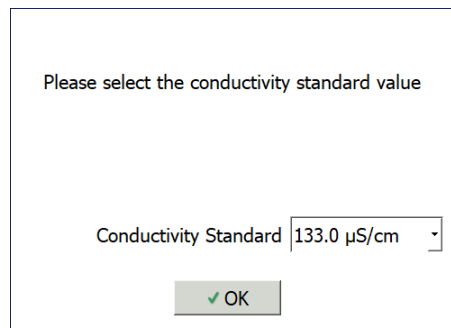 Please select the conductivity standard value
Conductivity Standard 133.0 µS/cm
OK